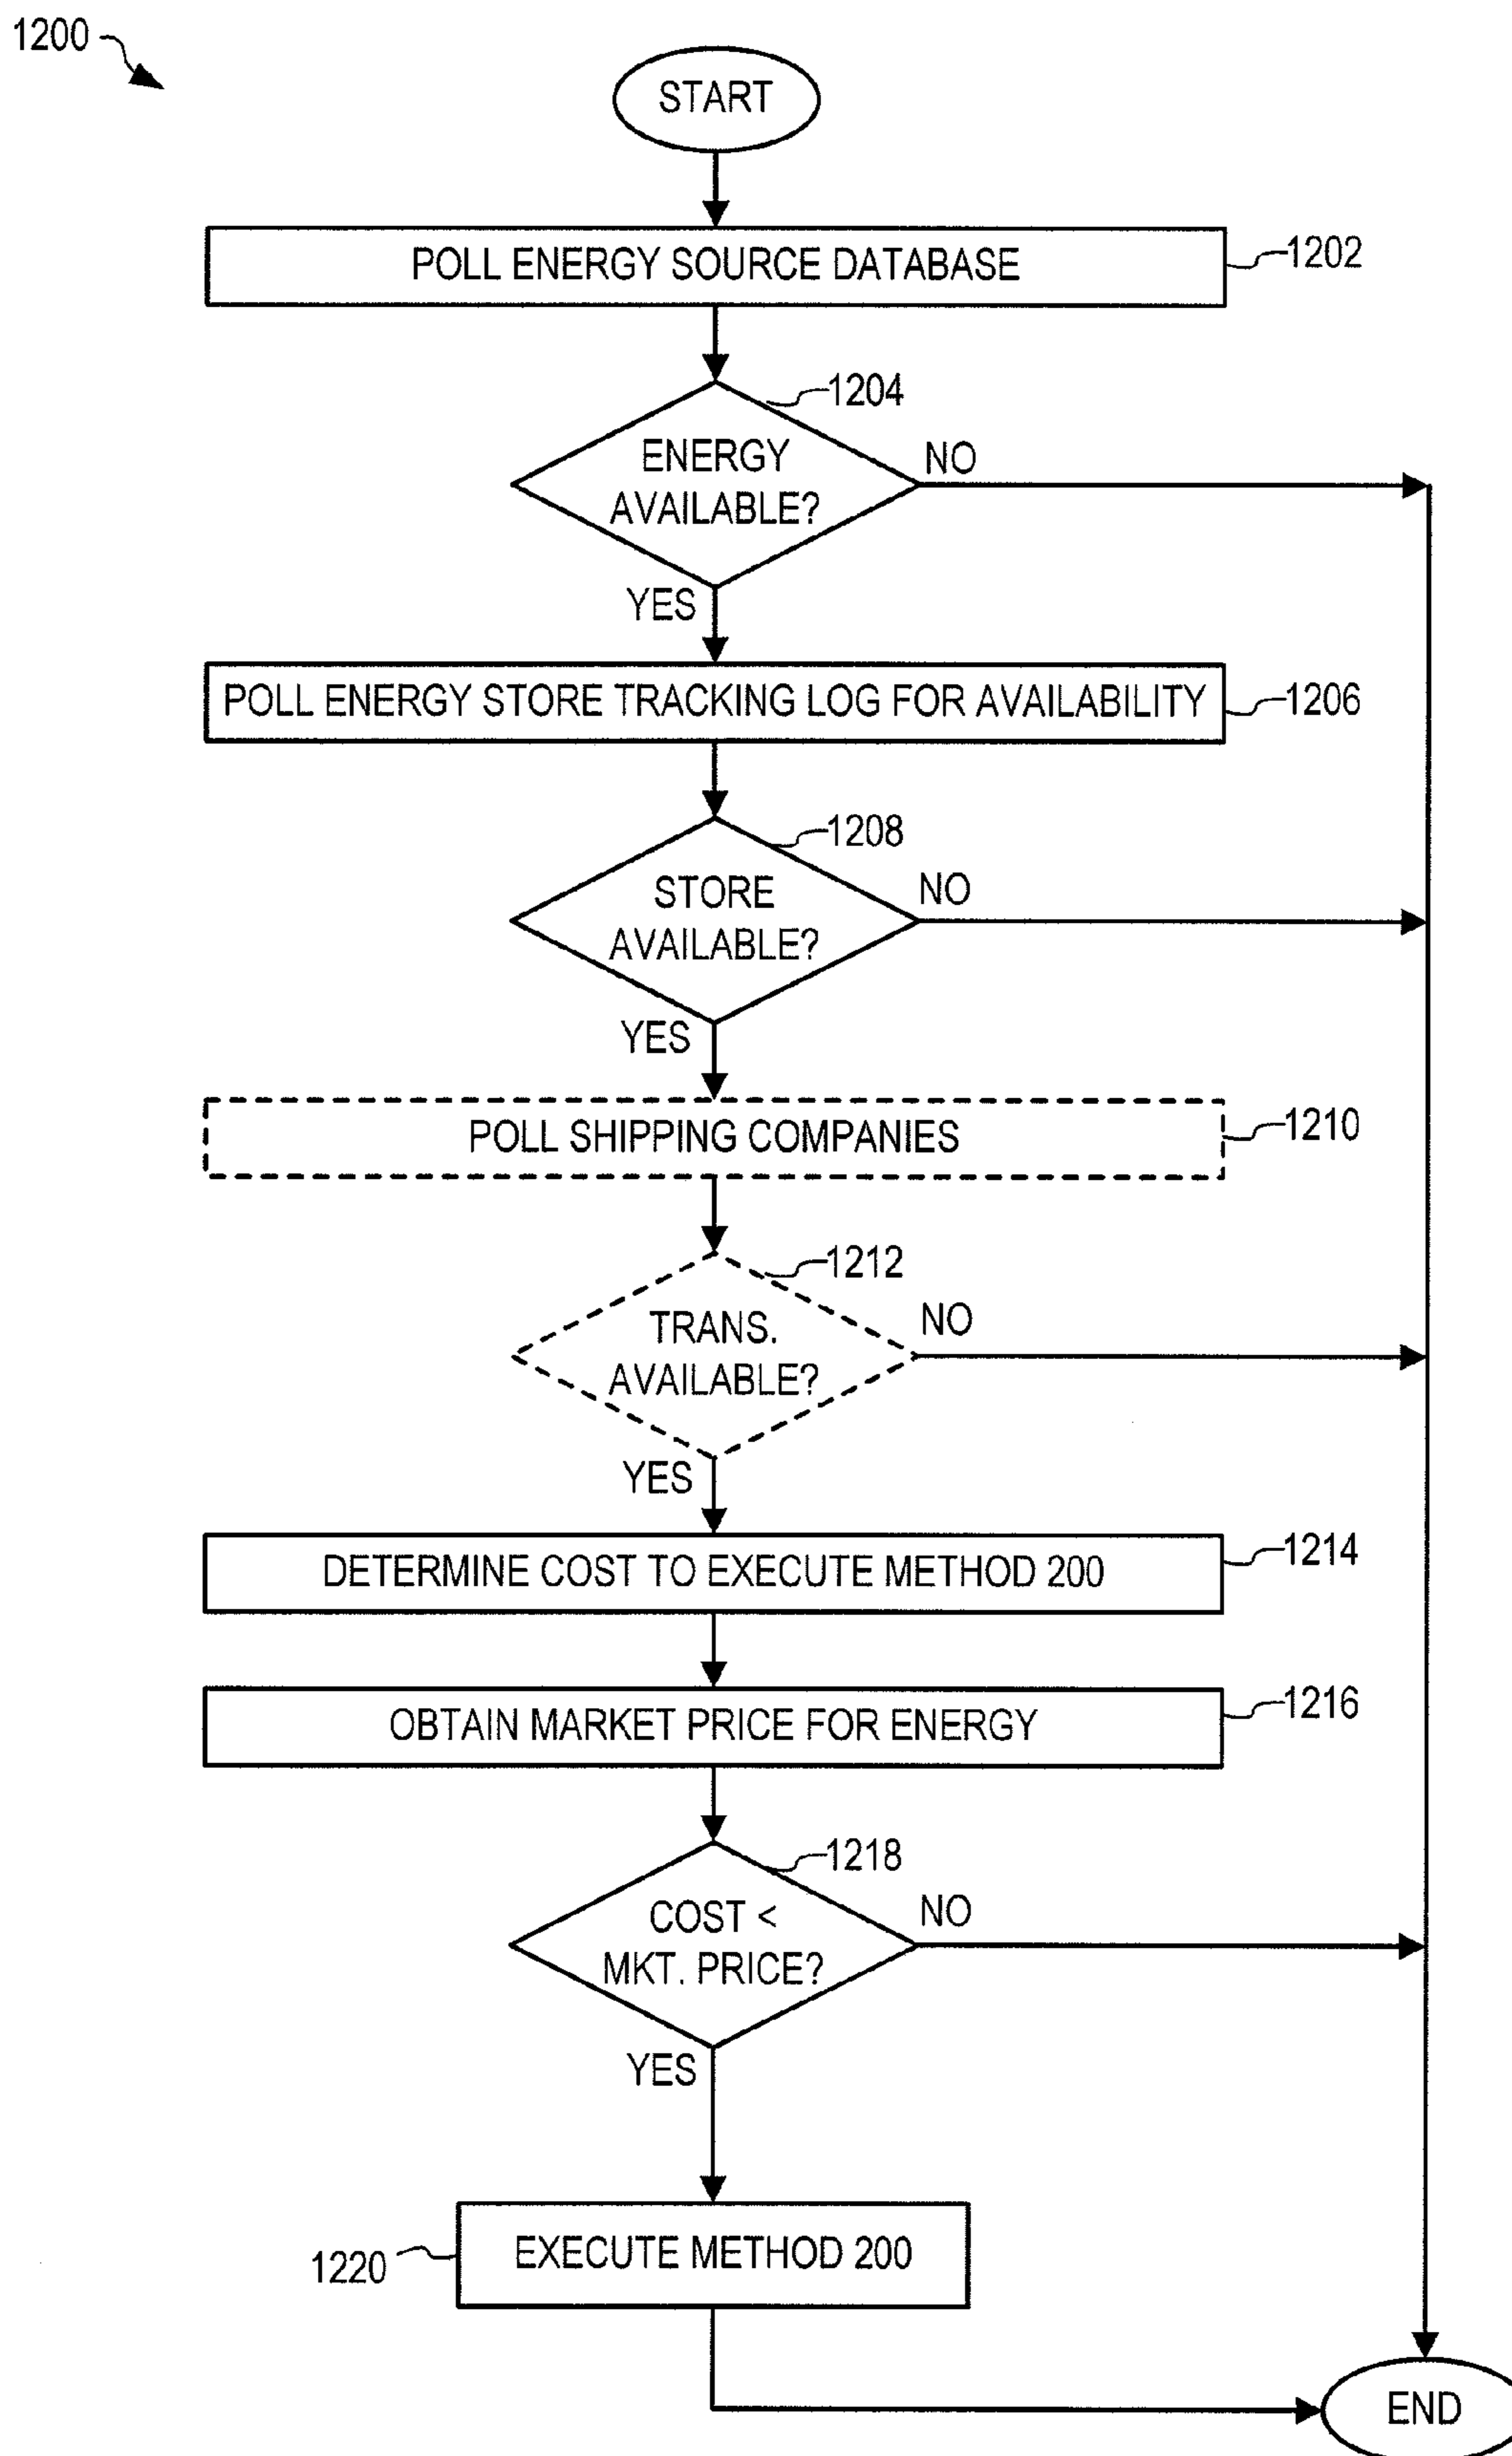 1200
START
POLL ENERGY SOURCE DATABASE
1202
1204
ENERGY
AVAILABLE?
NO
YES
POLL ENERGY STORE TRACKING LOG FOR AVAILABILITY
1206
1208
STORE
AVAILABLE?
NO
YES
POLL SHIPPING COMPANIES
1210
1212
TRANS.
AVAILABLE?
NO
YES
DETERMINE COST TO EXECUTE METHOD 200
1214
OBTAIN MARKET PRICE FOR ENERGY
1216
1218
COST <
MKT. PRICE?
NO
YES
EXECUTE METHOD 200
1220
END